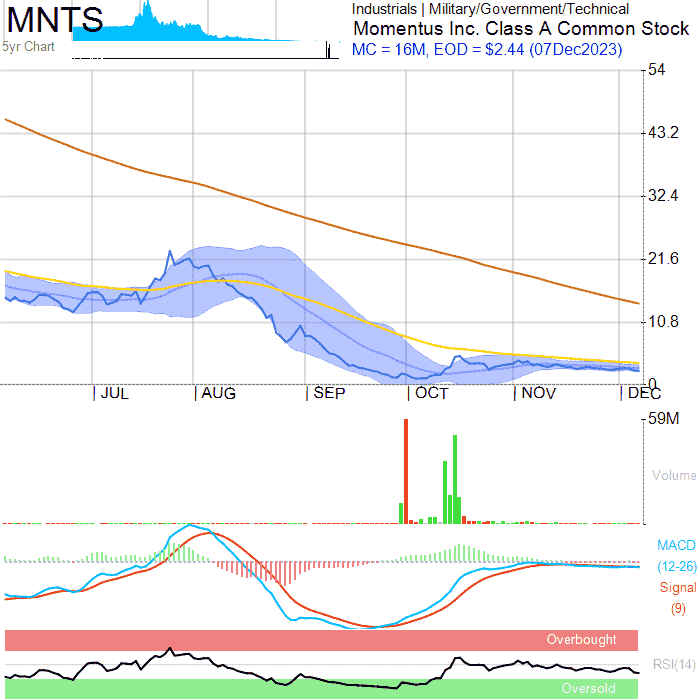 MNTS
Industrials | Military/Government/Technical
Momentus Inc. Class A Common Stock
5yr Chart
MC = 16M, EOD = $2.44 (07Dec2023)
54
43.2
32.4
21.6
10.8
0
JUL
AUG
SEP
OCT
NOV
DEC
59M
Volume
MACD
(12-26)
Signal
(9)
Overbought
RSI(14)
Oversold